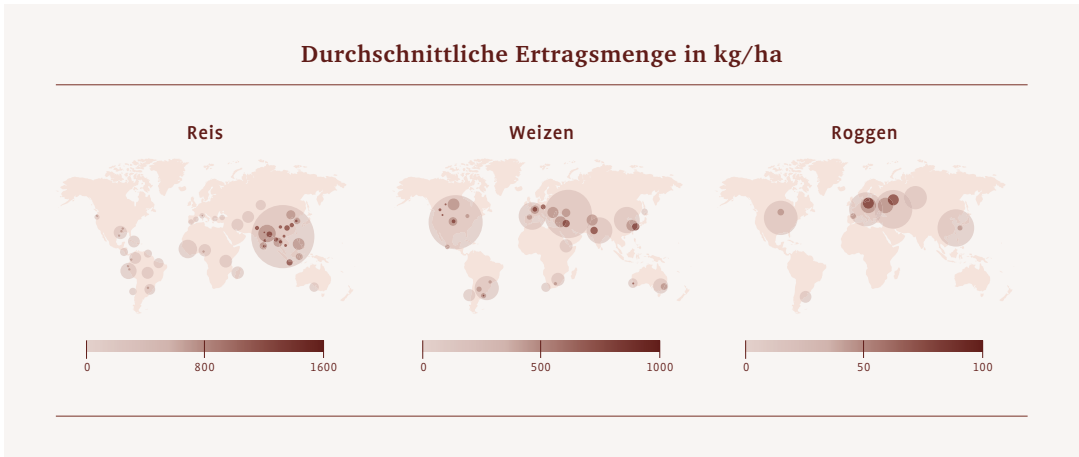 Durchschnittliche Ertragsmenge in kg/ha
Reis
Weizen
Roggen
0 800 1600
0 500 1000
0 50 100